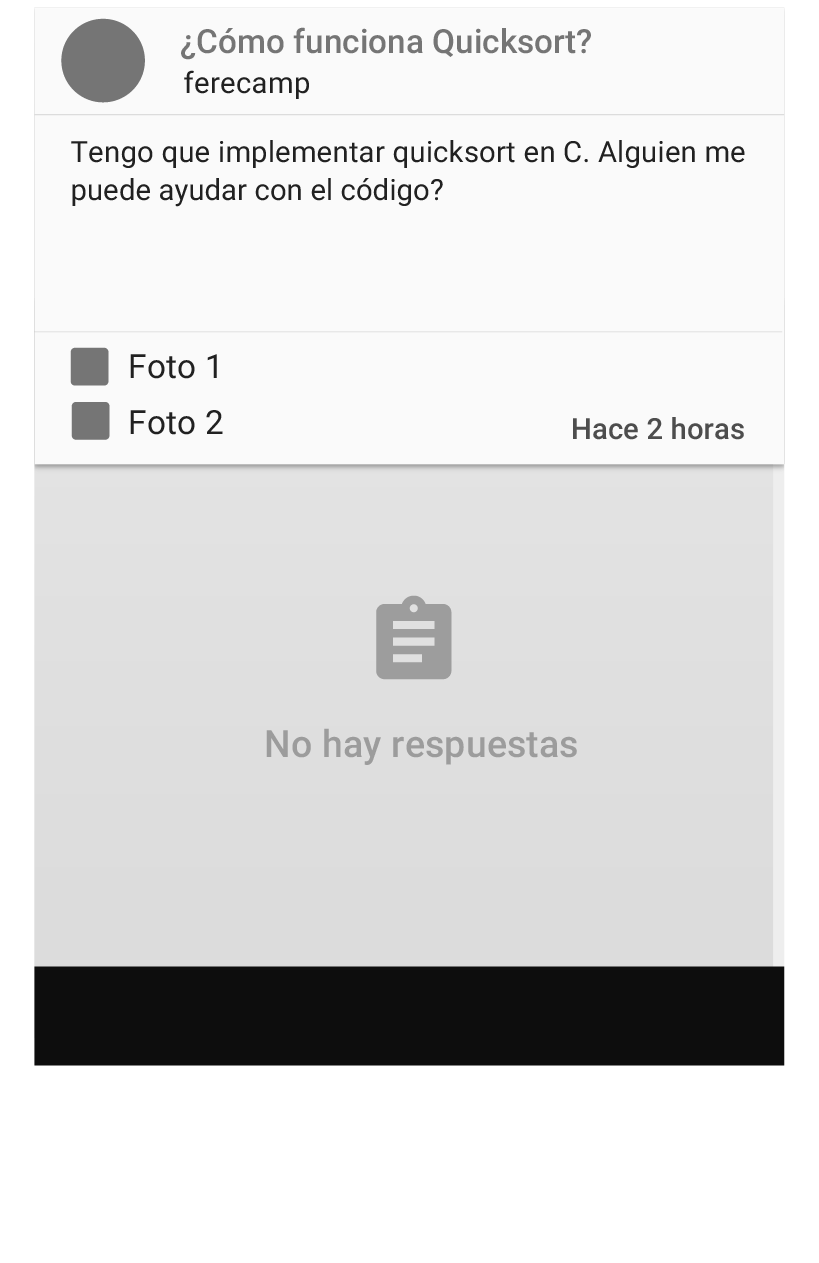 ¿Cómo funciona Quicksort?
ferecamp
Tengo que implementar quicksort en C. Alguien me
puede ayudar con el código?
Foto 1
Foto 2
Hace 2 horas
No hay respuestas